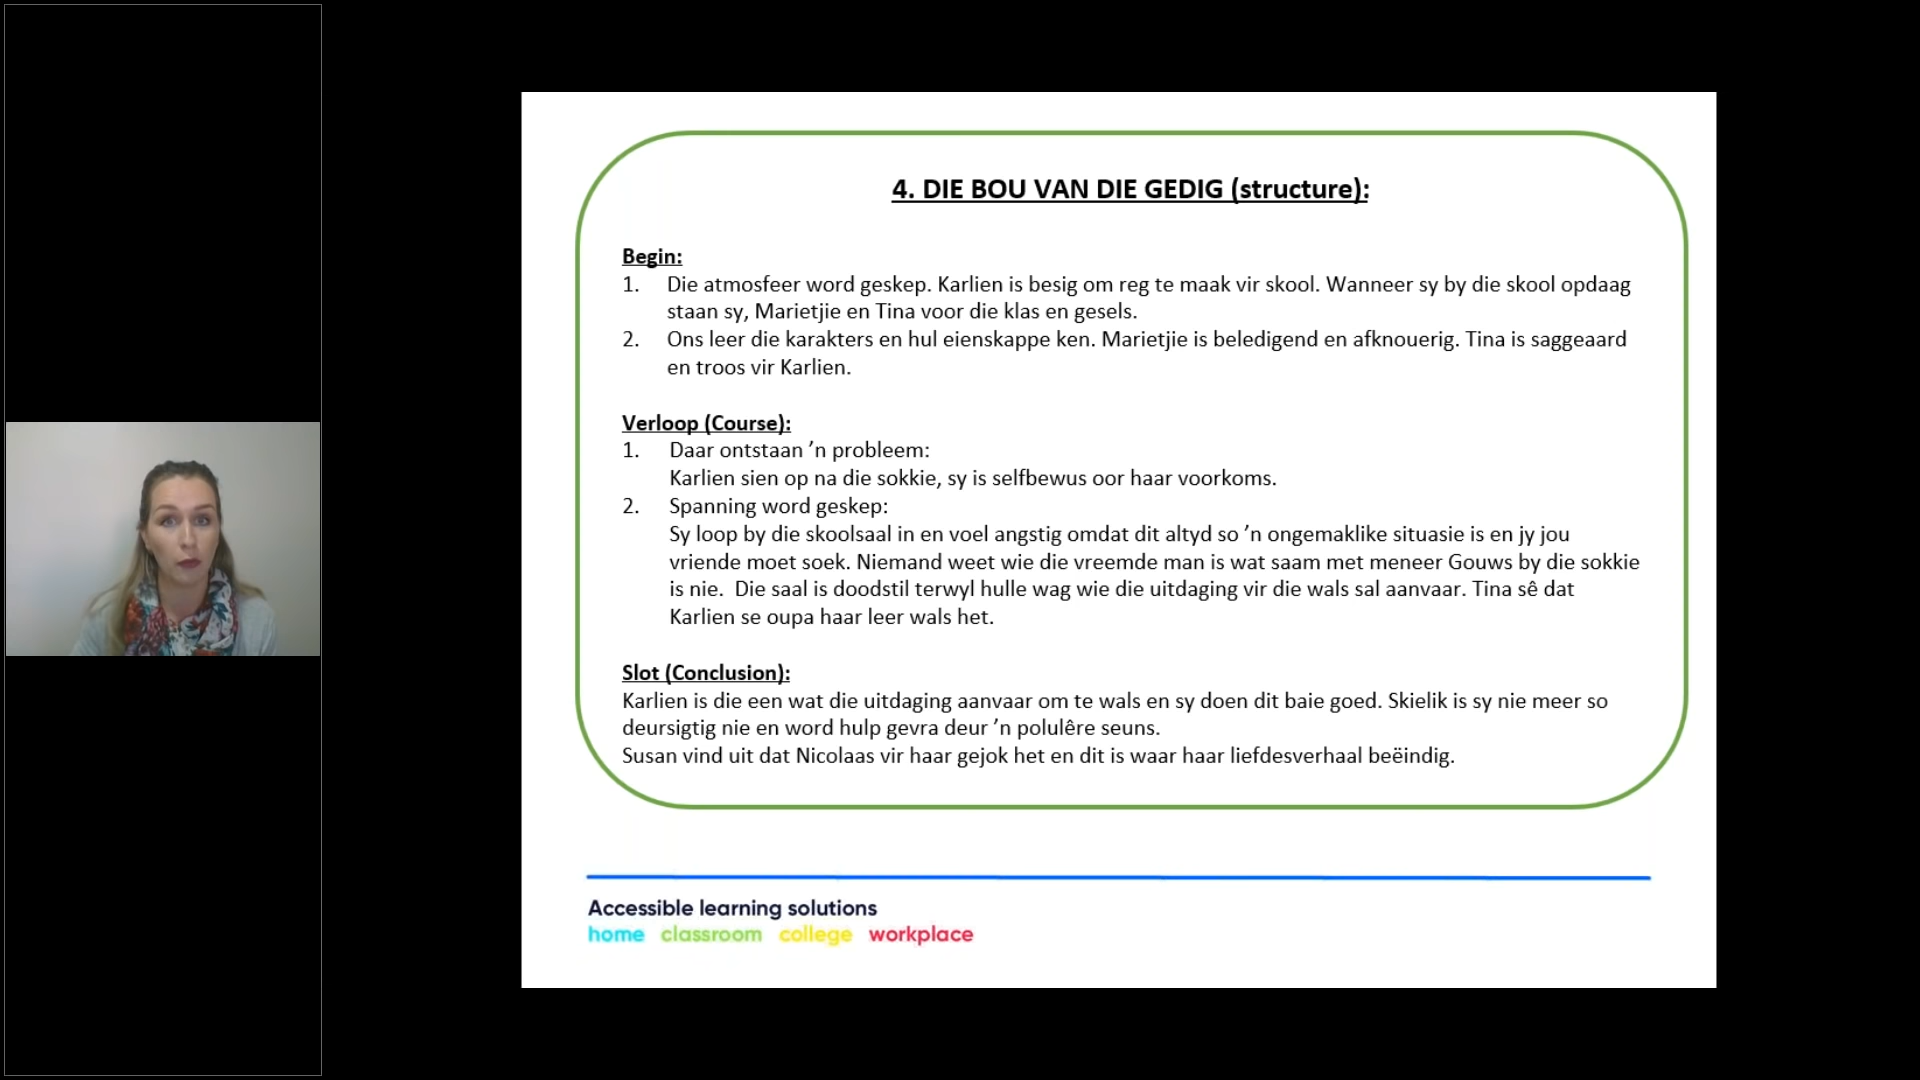 4. DIE BOU VAN DIE GEDIG (structure):
Begin:
1. Die atmosfeer word geskep. Karlien is besig om reg te maak vir skool. Wanneer sy by die skool opdaag
staan sy, Marietjie en Tina voor die klas en gesels.
2. Ons leer die karakters en hul eienskappe ken. Marietjie is beledigend en afknouerig. Tina is saggeaard
en troos vir Karlien.
Verloop (Course):
1. Daar ontstaan ’n probleem:
Karlien sien op na die sokkie, sy is selfbewus oor haar voorkoms.
2. Spanning word geskep:
Sy loop by die skoolsaal in en voel angstig omdat dit altyd so ’n ongemaklike situasie is en jy jou
vriende moet soek. Niemand weet wie die vreemde man is wat saam met meneer Gouws by die sokkie
is nie.  Die saal is doodstil terwyl hulle wag wie die uitdaging vir die wals sal aanvaar. Tina sê dat
Karlien se oupa haar leer wals het.
Slot (Conclusion):
Karlien is die een wat die uitdaging aanvaar om te wals en sy doen dit baie goed. Skielik is sy nie meer so
deursigtig nie en word hulp gevra deur ’n polulêre seuns.
Susan vind uit dat Nicolaas vir haar gejok het en dit is waar haar liefdesverhaal beëindig.
Accessible learning solutions
home classroom college workplace